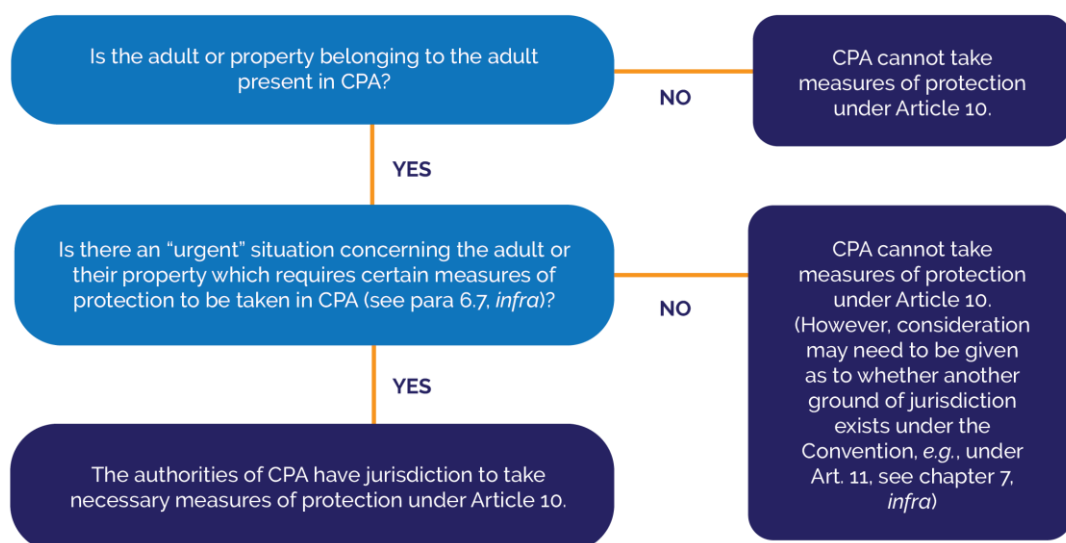 Is the adult or property belonging to the adult
present in CPA?
NO
CPA cannot take
measures of protection
under Article 10.
YES
Is there an “urgent” situation concerning the adult or
their property which requires certain measures of
protection to be taken in CPA (see para 6.7, infra)?
NO
CPA cannot take
measures of protection
under Article 10.
(However, consideration
may need to be given
as to whether another
ground of jurisdiction
exists under the
Convention, e.g., under
Art. 11, see chapter 7,
infra)
YES
The authorities of CPA have jurisdiction to take
necessary measures of protection under Article 10.